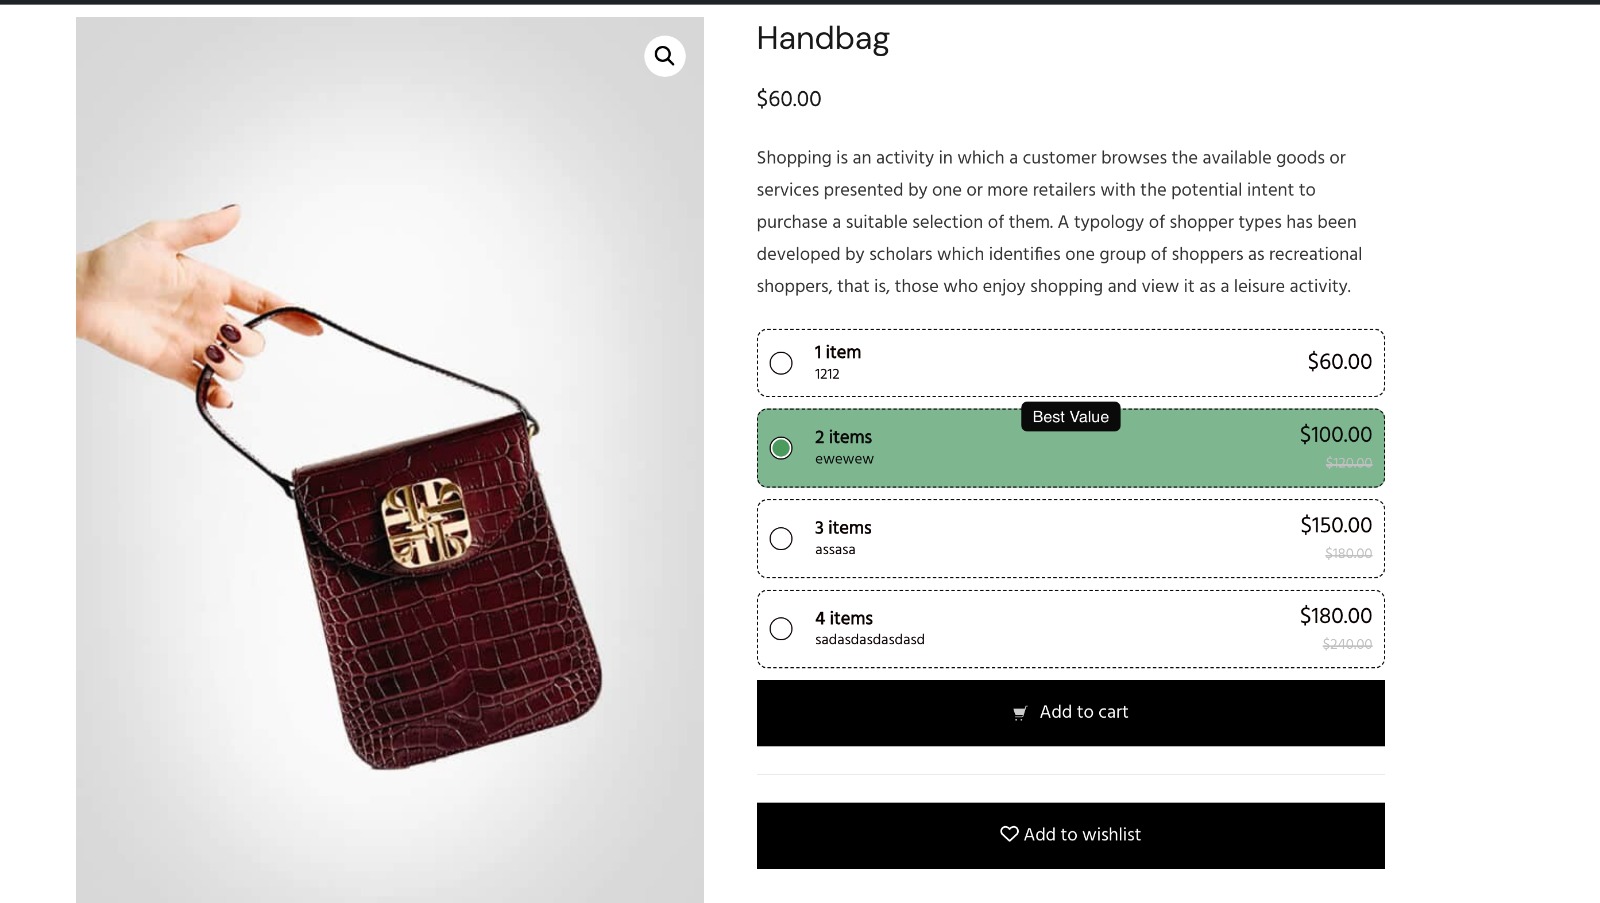 Handbag
$60.00
Shopping is an activity in which a customer browses the available goods or
services presented by one or more retailers with the potential intent to
purchase a suitable selection of them. A typology of shopper types has been
developed by scholars which identifies one group of shoppers as recreational
shoppers, that is, those who enjoy shopping and view it as a leisure activity.
1 item
1212
$60.00
Best Value
2 items
ewewew
$100.00
$120.00
3 items
assasa
$150.00
$180.00
4 items
sadasdasdasdasd
$180.00
$240.00
Add to cart
Add to wishlist